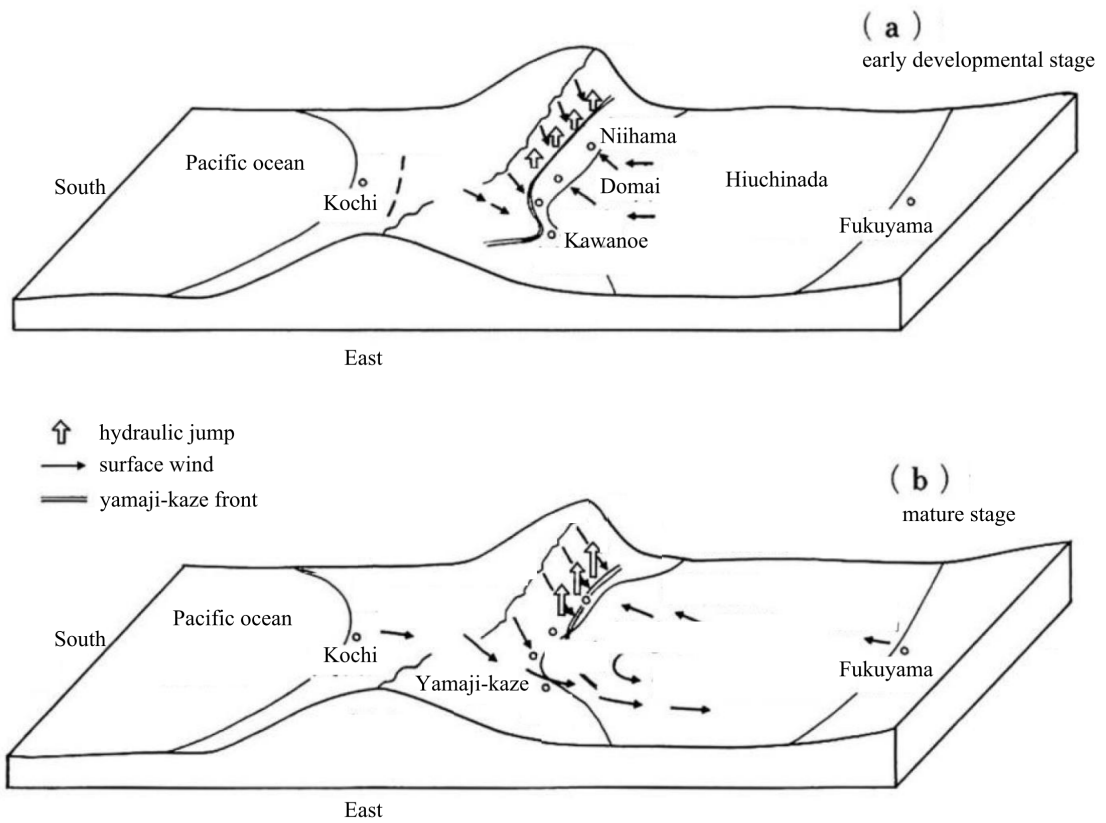 (a)
early developmental stage
Niihama
Pacific ocean
South
Domai
Hiuchinada
Kochi
Fukuyama
Kawanoe
East
hydraulic jump
surface wind
yamaji-kaze front
(b)
mature stage
Pacific ocean
South
Kochi
Fukuyama
Yamaji-kaze
East